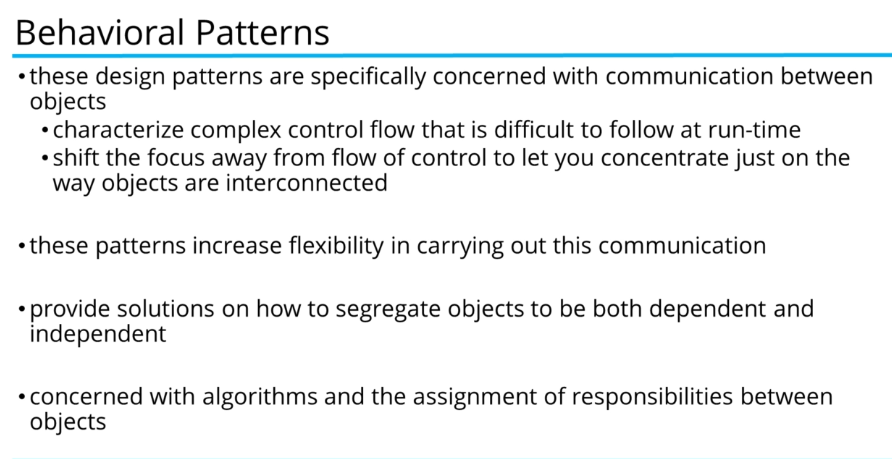 Behavioral Patterns
•these design patterns are specifically concerned with communication between
objects
•characterize complex control flow that is difficult to follow at run-time
•shift the focus away from flow of control to let you concentrate just on the
way objects are interconnected
•these patterns increase flexibility in carrying out this communication
•provide solutions on how to segregate objects to be both dependent and
independent
•concerned with algorithms and the assignment of responsibilities between
objects